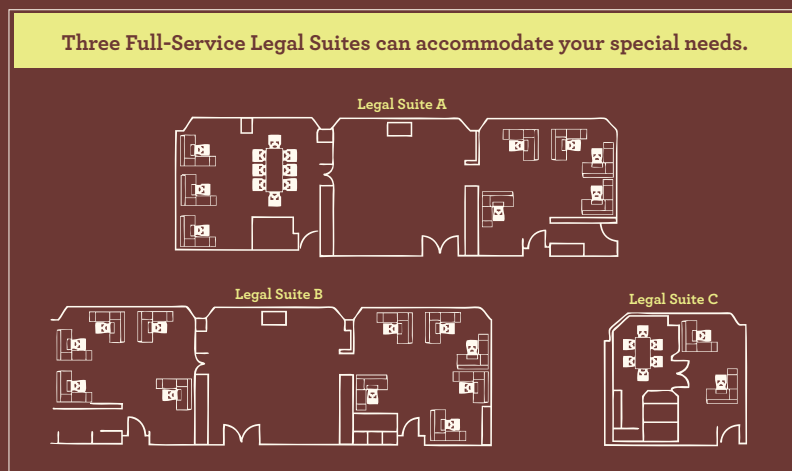 Three Full-Service Legal Suites can accommodate your special needs.
Legal Suite A
Legal Suite B
Legal Suite C